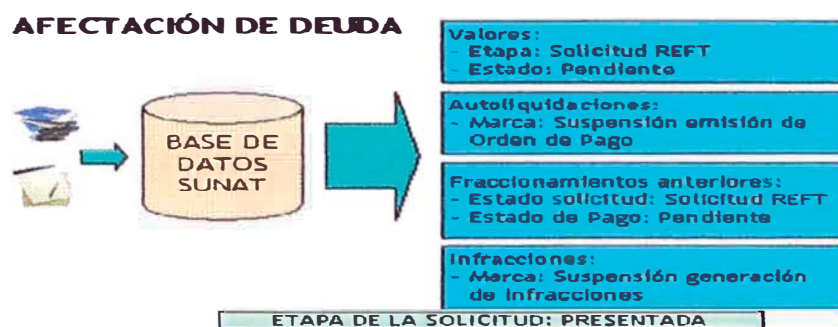 AFECTACIÓN DE DEUDA
BASE DE
DATOS
SUNAT
Valores:
- Etapa: Solicitud REFT
- Estado: Pendiente
Autoliquidaciones:
- Marca: Suspensión emisión de
Orden de Pago
Fraccionamientos anteriores:
- Estado solicitud: Solicitud REFT
- Estado de Pago: Pendiente
Infracciones:
- Marca: Suspensión generación
de infracciones
ETAPA DE LA SOLICITUD: PRESENTADA